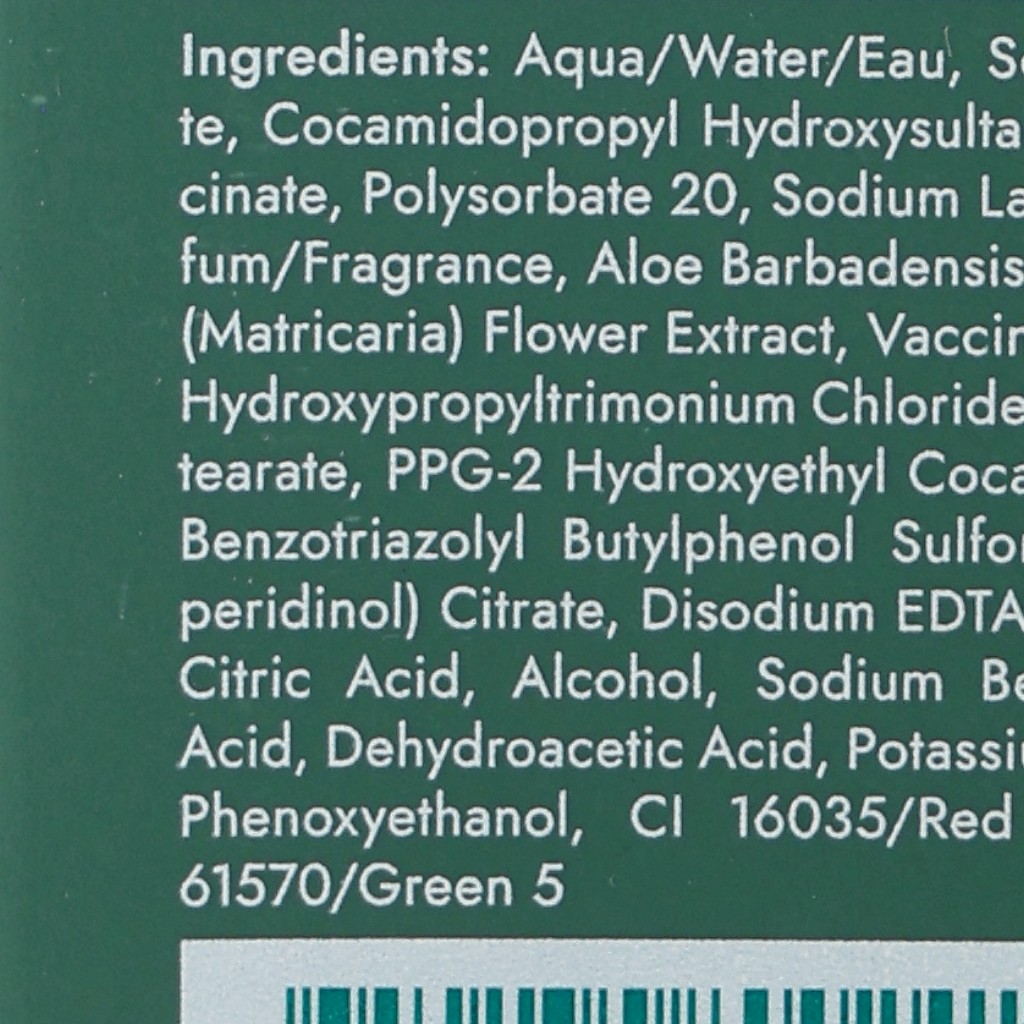 Ingredients: Aqua/Water/Eau,
te, Cocamidopropyl
cinate, Polysorbate 20, Sodium
fum/Fragrance, Aloe Barbadensis
(Matricaria) Flower Extract,
Hydroxypropyltrimonium Chloride
tearate, PPG-2 Hydroxyethyl
Benzotriazolyl Butylphenol
peridinol) Citrate, Disodium EDTA
Citric Acid, Alcohol, Sodium
Acid, Dehydroacetic Acid,
Phenoxyethanol, CI 16035/Red
61570/Green 5